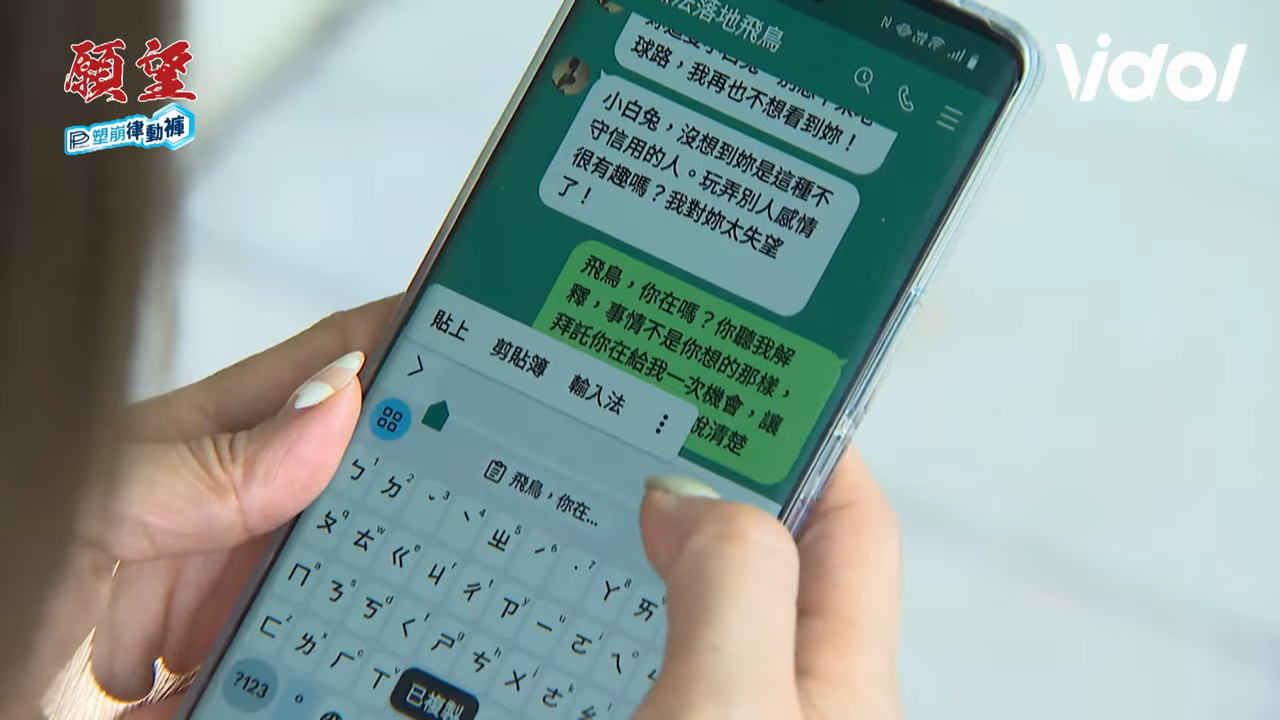 願望
塑崩律動褲
Vidol
法落地飛鳥
球路，我再也不想看到妳！
小白兔，沒想到妳是這種不
守信用的人。玩弄別人感情
很有趣嗎？我對妳太失望
了！
飛鳥，你在嗎？你聽我解
釋，事情不是你想的那樣，
拜託你在給我一次機會，讓
說清楚
貼上 剪貼簿 輸入法
飛鳥，你在...
ㄅ ㄉ ˇ ˋ ㄓ ˊ ˙ ㄚ ㄞ
ㄆ ㄊ ㄍ ㄐ ㄔ ㄗ ㄧ ㄛ ㄟ
ㄇ ㄋ ㄎ ㄑ ㄕ ㄘ ㄨ ㄜ
ㄈ ㄌ ㄏ ㄒ
?123
已複製